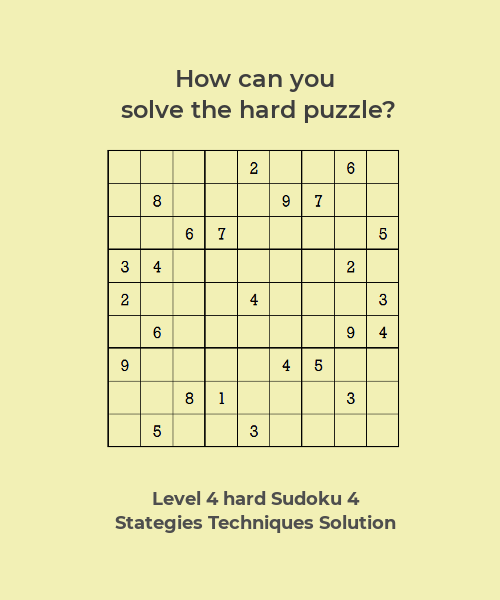 How can you
solve the hard puzzle?
2 6
8 9 7
6 7 5
3 4 2
2 4 3
6 9 4
9 4 5
8 1 3
5 3
Level 4 hard Sudoku 4
Stategies Techniques Solution